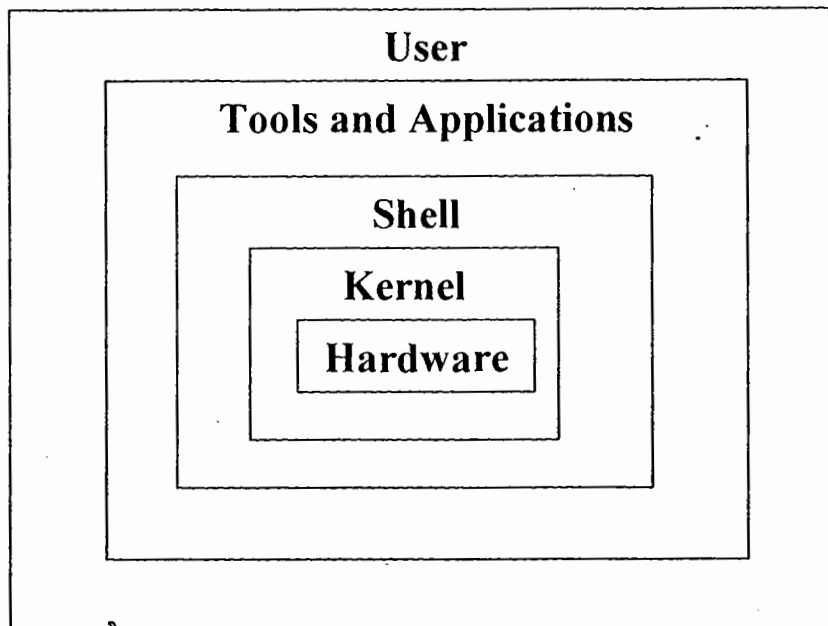 User
Tools and Applications
Shell
Kernel
Hardware